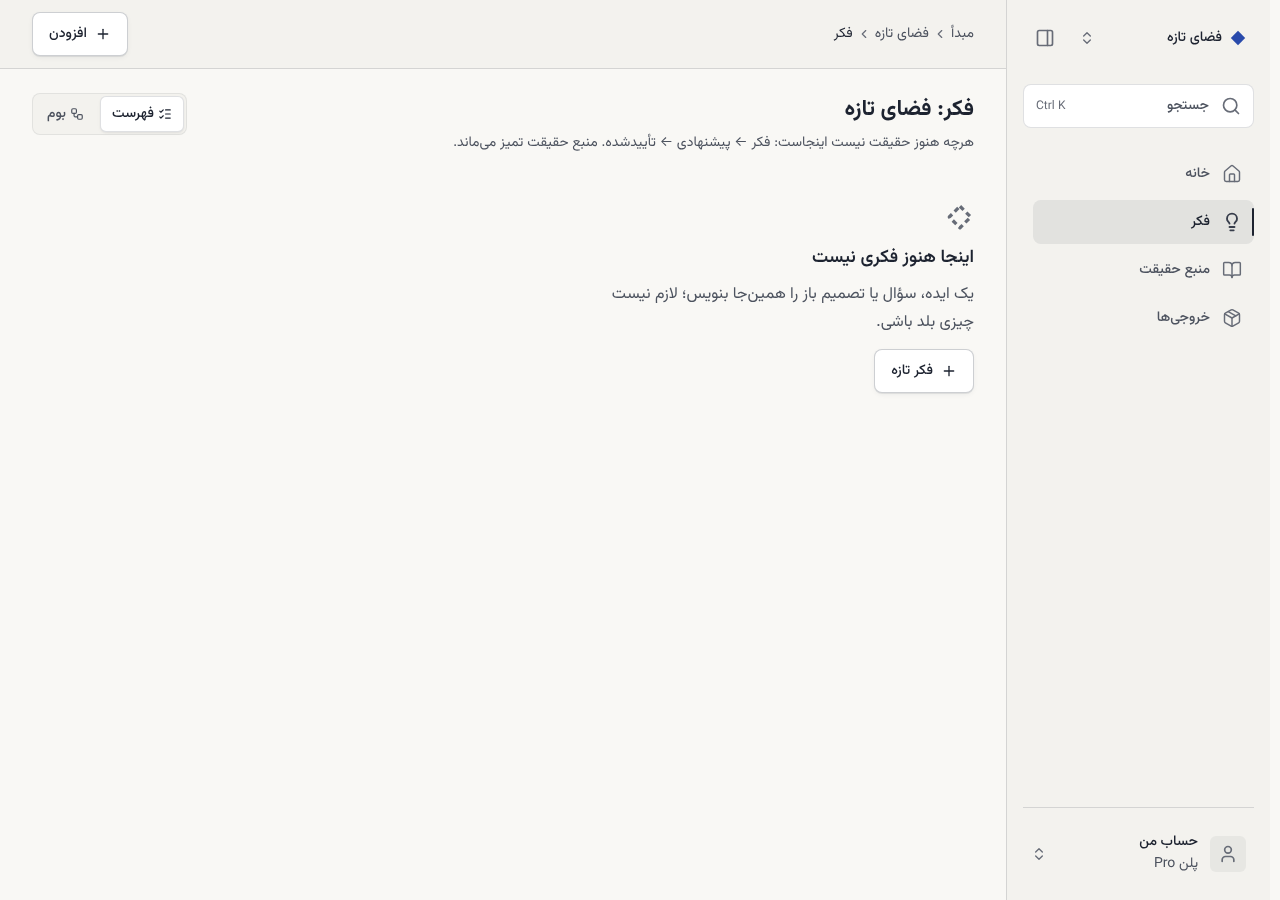 فضای تازه
جستجو
Ctrl K
خانه
فکر
منبع حقیقت
خروجی‌ها
حساب من
پلن Pro
مبدأ › فضای تازه › فکر
افزودن
فکر: فضای تازه
هرچه هنوز حقیقت نیست اینجاست: فکر ← پیشنهادی ← تأییدشده. منبع حقیقت تمیز می‌ماند.
فهرست
بوم
اینجا هنوز فکری نیست
یک ایده، سؤال یا تصمیم باز را همین‌جا بنویس؛ لازم نیست
چیزی بلد باشی.
فکر تازه